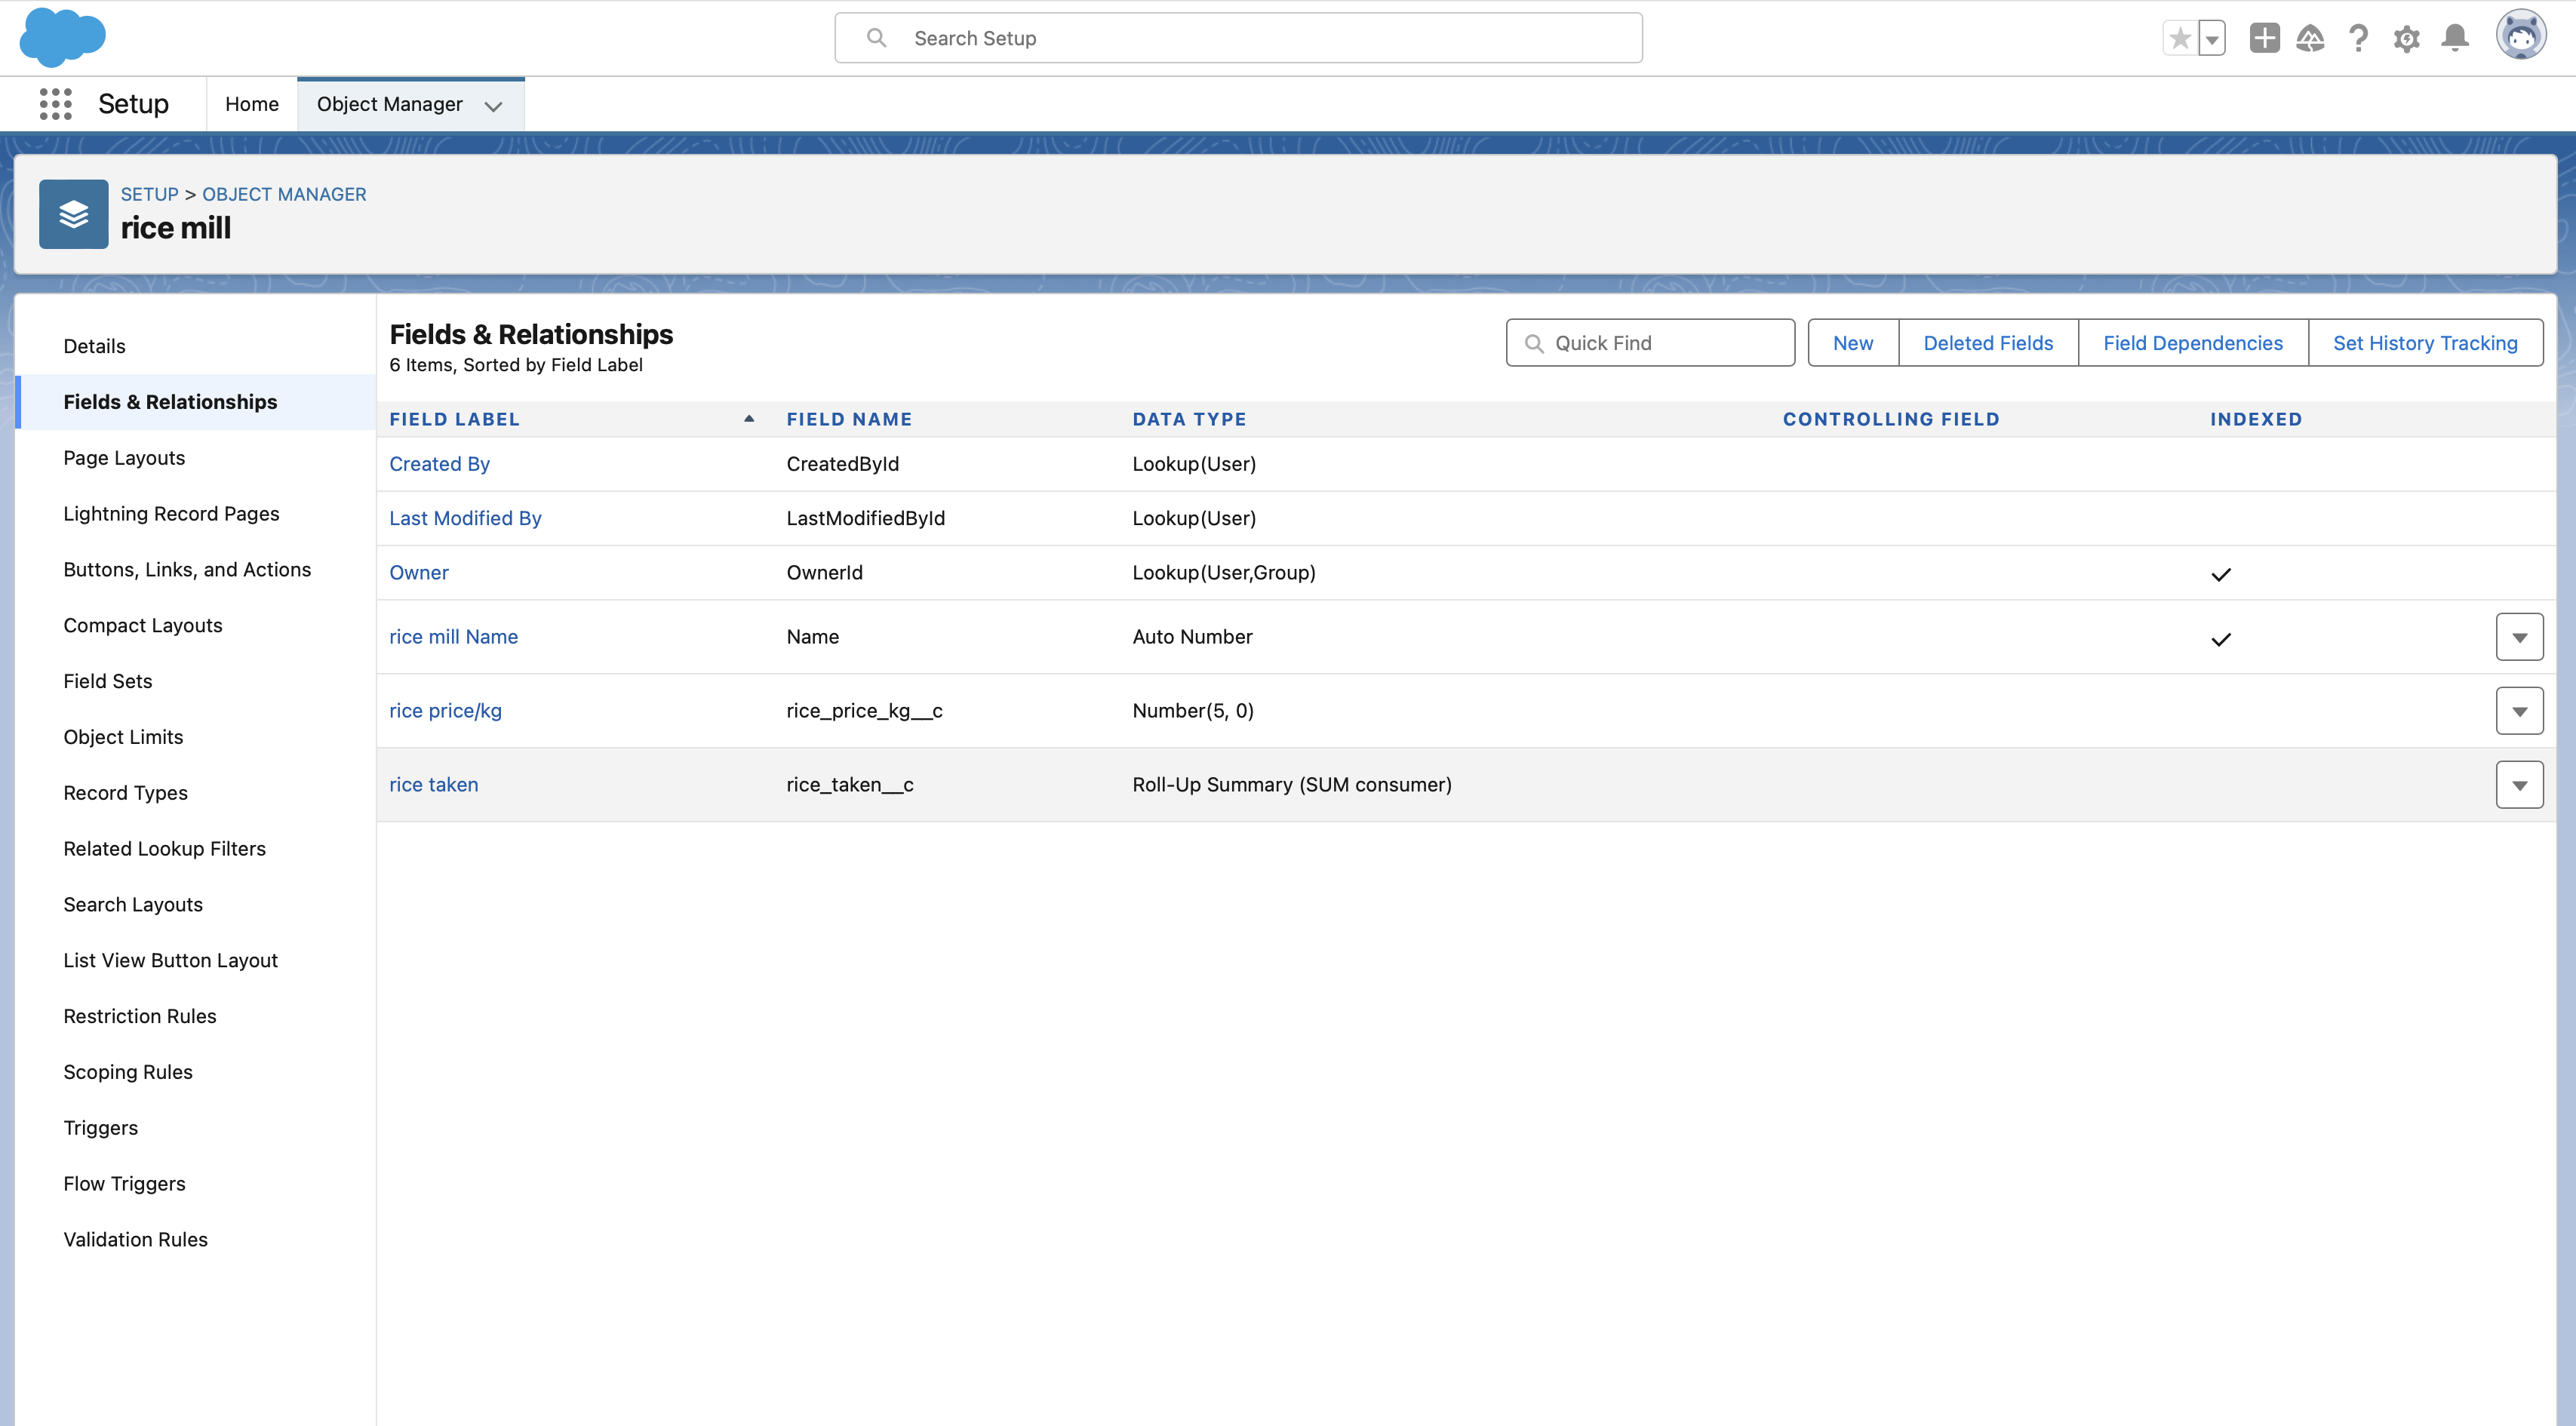 Search Setup
Setup
Home
Object Manager
SETUP > OBJECT MANAGER
rice mill
Details
Fields & Relationships
Page Layouts
Lightning Record Pages
Buttons, Links, and Actions
Compact Layouts
Field Sets
Object Limits
Record Types
Related Lookup Filters
Search Layouts
List View Button Layout
Restriction Rules
Scoping Rules
Triggers
Flow Triggers
Validation Rules
Fields & Relationships
6 Items, Sorted by Field Label
Quick Find
New
Deleted Fields
Field Dependencies
Set History Tracking
FIELD LABEL FIELD NAME DATA TYPE CONTROLLING FIELD INDEXED
Created By CreatedById Lookup(User)
Last Modified By LastModifiedById Lookup(User)
Owner OwnerId Lookup(User,Group)
rice mill Name Name Auto Number
rice price/kg rice_price_kg__c Number(5, 0)
rice taken rice_taken__c Roll-Up Summary (SUM consumer)